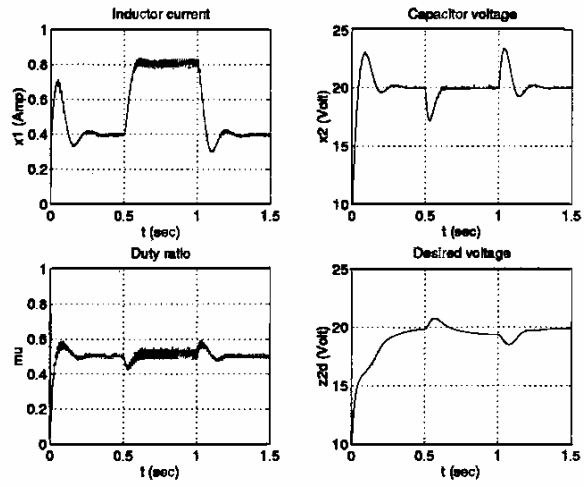 Inductor current
1
0.8
0.6
0.4
0.2
0
x1 (Amp)
0 0.5 1 1.5
t (sec)
Capacitor voltage
25
20
15
10
x2 (Volt)
0 0.5 1 1.5
t (sec)
Duty ratio
1
0.8
0.6
0.4
0.2
0
mu
0 0.5 1 1.5
t (sec)
Desired voltage
25
20
15
10
z2d (Volt)
0 0.5 1 1.5
t (sec)